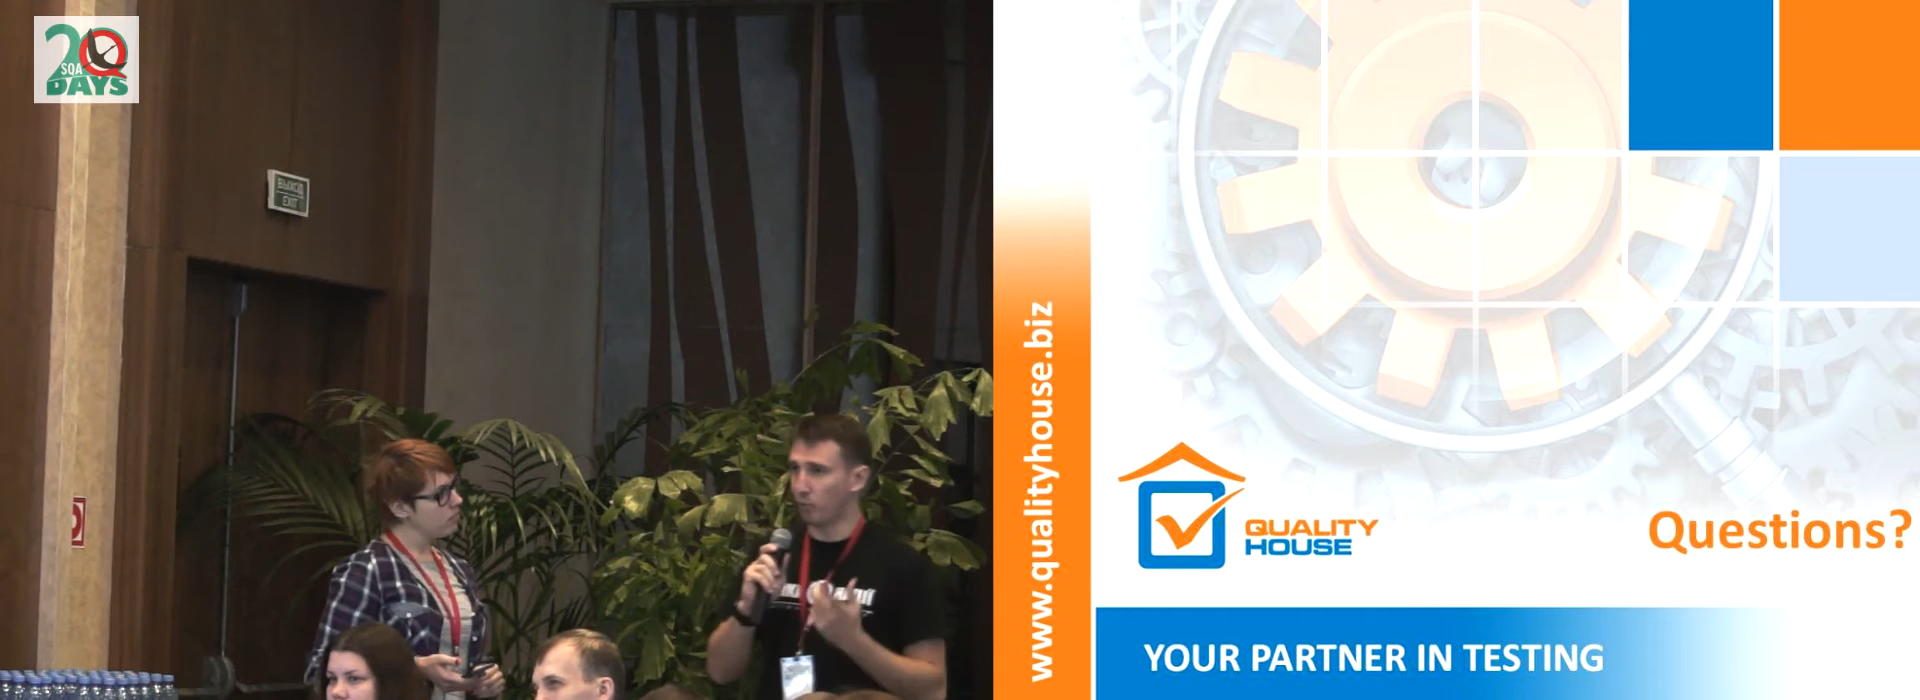 20
SQA
DAYS
ВЫХОД
EXIT
www.qualityhouse.biz
QUALITY
HOUSE
Questions?
YOUR PARTNER IN TESTING